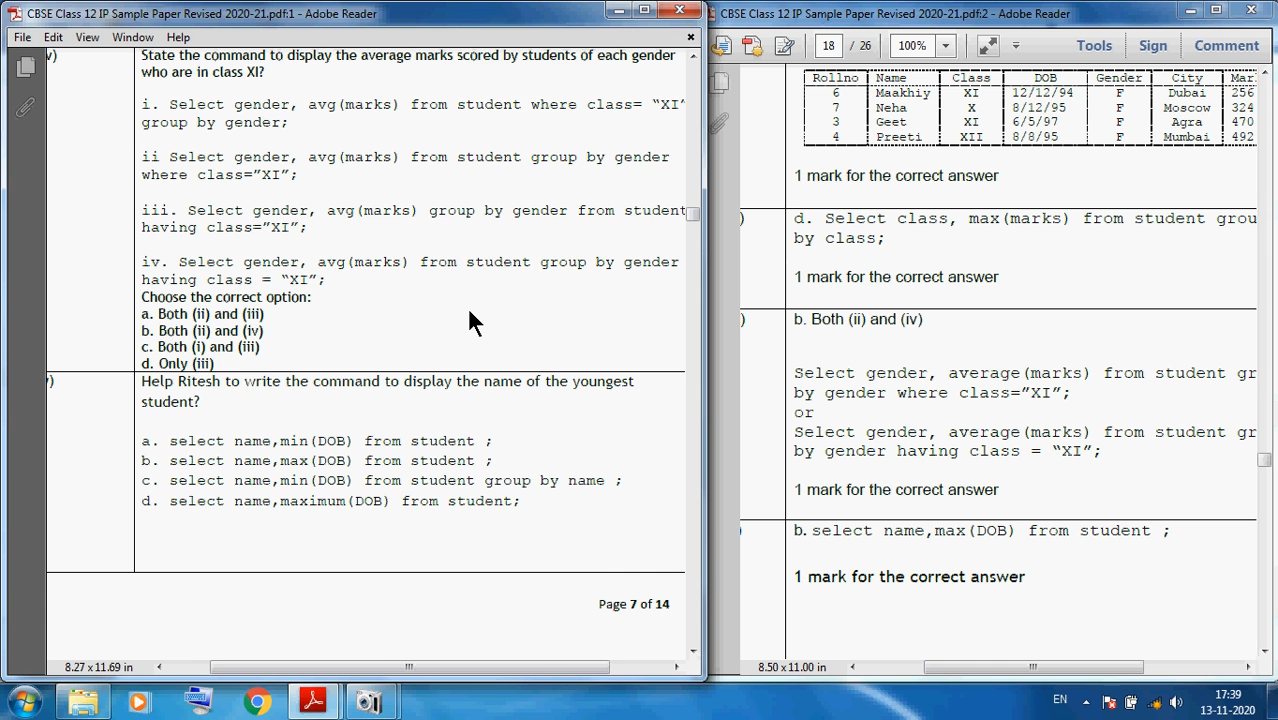 CBSE Class 12 IP Sample Paper Revised 2020-21.pdf:1 - Adobe Reader
File Edit View Window Help
v)
State the command to display the average marks scored by students of each gender
who are in class XI?
i. Select gender, avg(marks) from student where class= “XI”
group by gender;
ii Select gender, avg(marks) from student group by gender
where class=”XI”;
iii. Select gender, avg(marks) group by gender from student
having class=”XI”;
iv. Select gender, avg(marks) from student group by gender
having class = “XI”;
Choose the correct option:
a. Both (ii) and (iii)
b. Both (ii) and (iv)
c. Both (i) and (iii)
d. Only (iii)
)
Help Ritesh to write the command to display the name of the youngest
student?
a. select name,min(DOB) from student ;
b. select name,max(DOB) from student ;
c. select name,min(DOB) from student group by name ;
d. select name,maximum(DOB) from student;
Page 7 of 14
8.27 x 11.69 in
CBSE Class 12 IP Sample Paper Revised 2020-21.pdf:2 - Adobe Reader
18 / 26 100% Tools Sign Comment
Rollno Name Class DOB Gender City Mar
6 Maakhiy XI 12/12/94 F Dubai 256
7 Neha X 8/12/95 F Moscow 324
3 Geet XI 6/5/97 F Agra 470
4 Preeti XII 8/8/95 F Mumbai 492
1 mark for the correct answer
)
d. Select class, max(marks) from student grou
by class;
1 mark for the correct answer
)
b. Both (ii) and (iv)
Select gender, average(marks) from student gr
by gender where class=”XI”;
or
Select gender, average(marks) from student gr
by gender having class = “XI”;
1 mark for the correct answer
)
b. select name,max(DOB) from student ;
1 mark for the correct answer
8.50 x 11.00 in
EN
17:39
13-11-2020